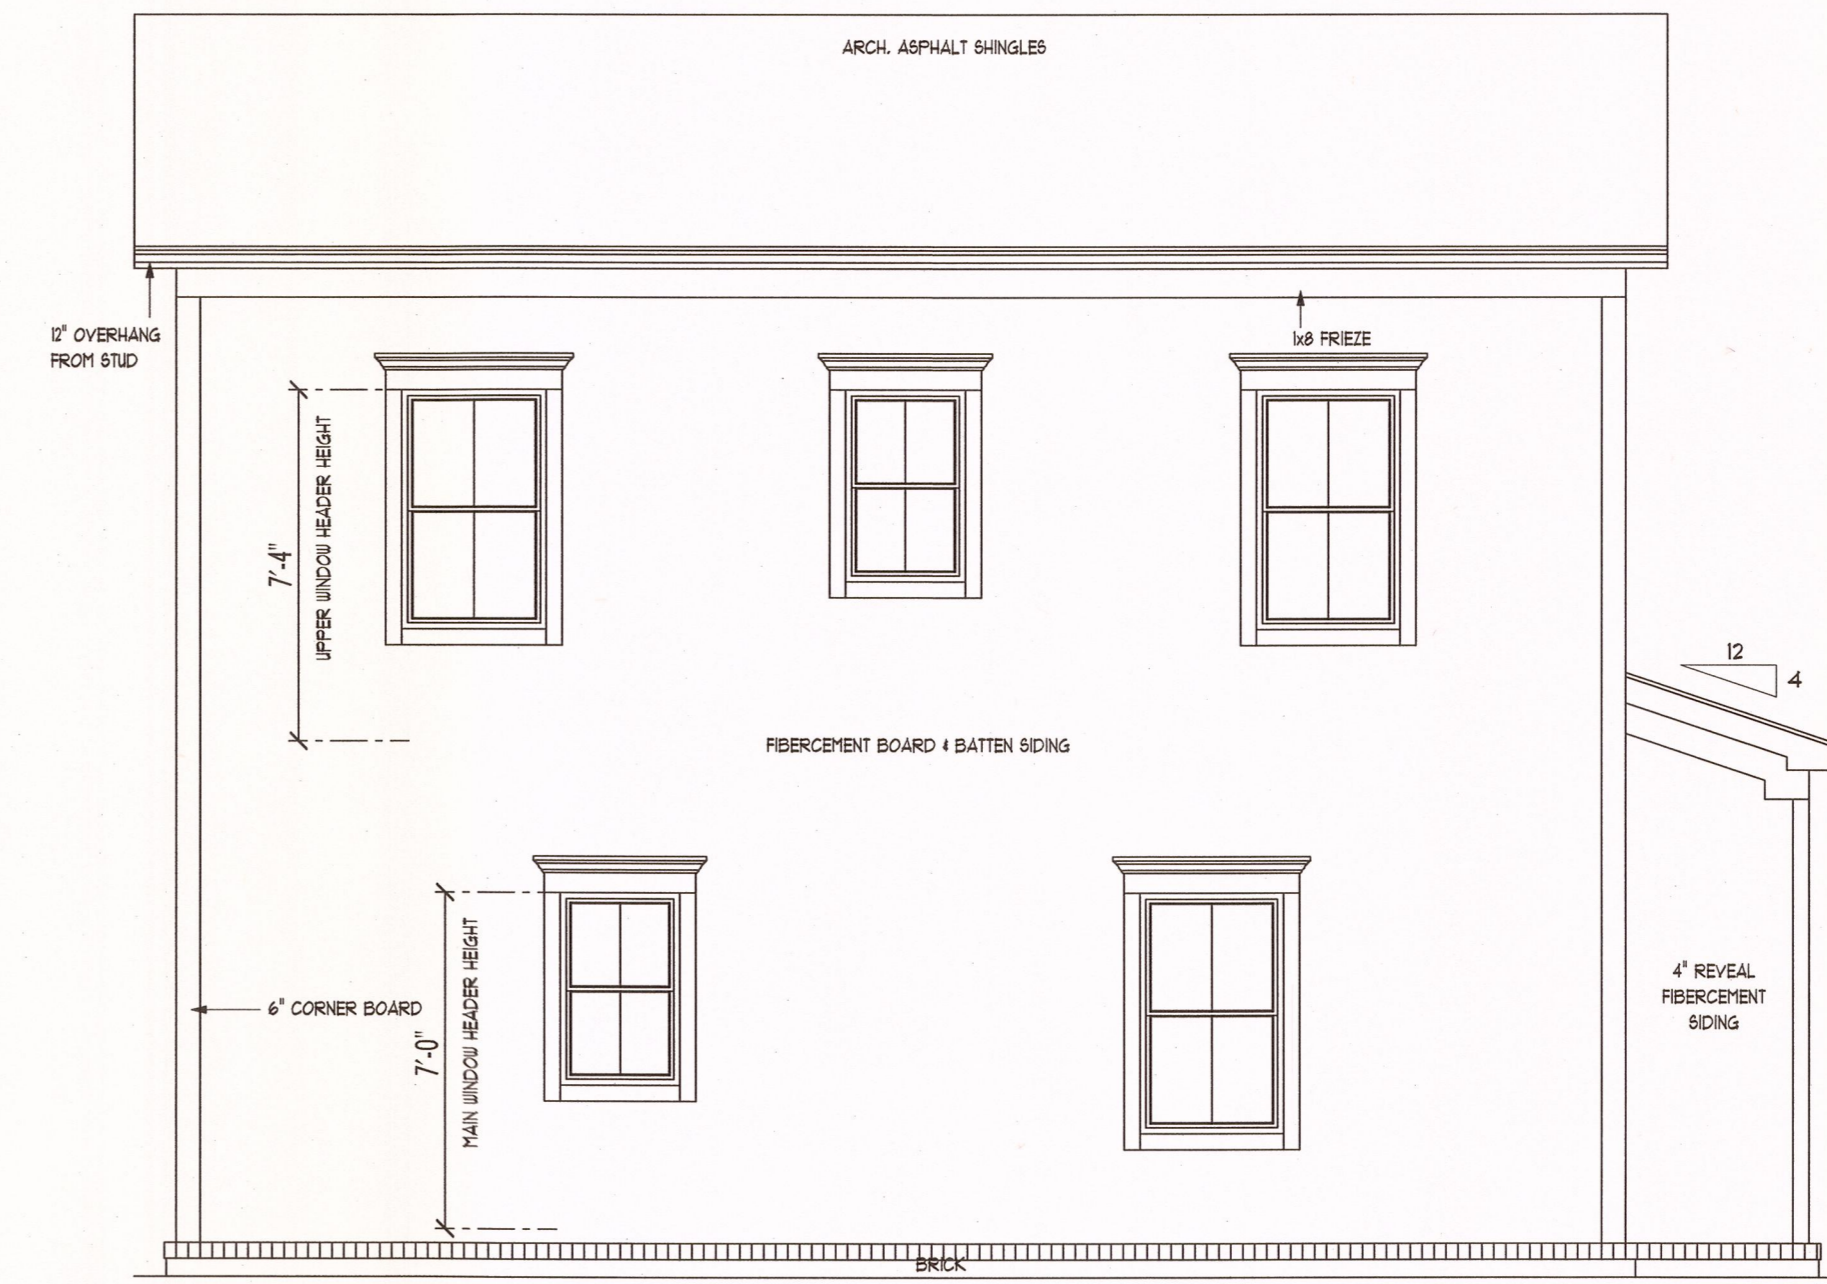 ARCH. ASPHALT SHINGLES
12" OVERHANG
FROM STUD
1x8 FRIEZE
7'-4"
UPPER WINDOW HEADER HEIGHT
12
4
FIBERCEMENT BOARD & BATTEN SIDING
6" CORNER BOARD
7'-0"
MAIN WINDOW HEADER HEIGHT
4" REVEAL
FIBERCEMENT
SIDING
BRICK